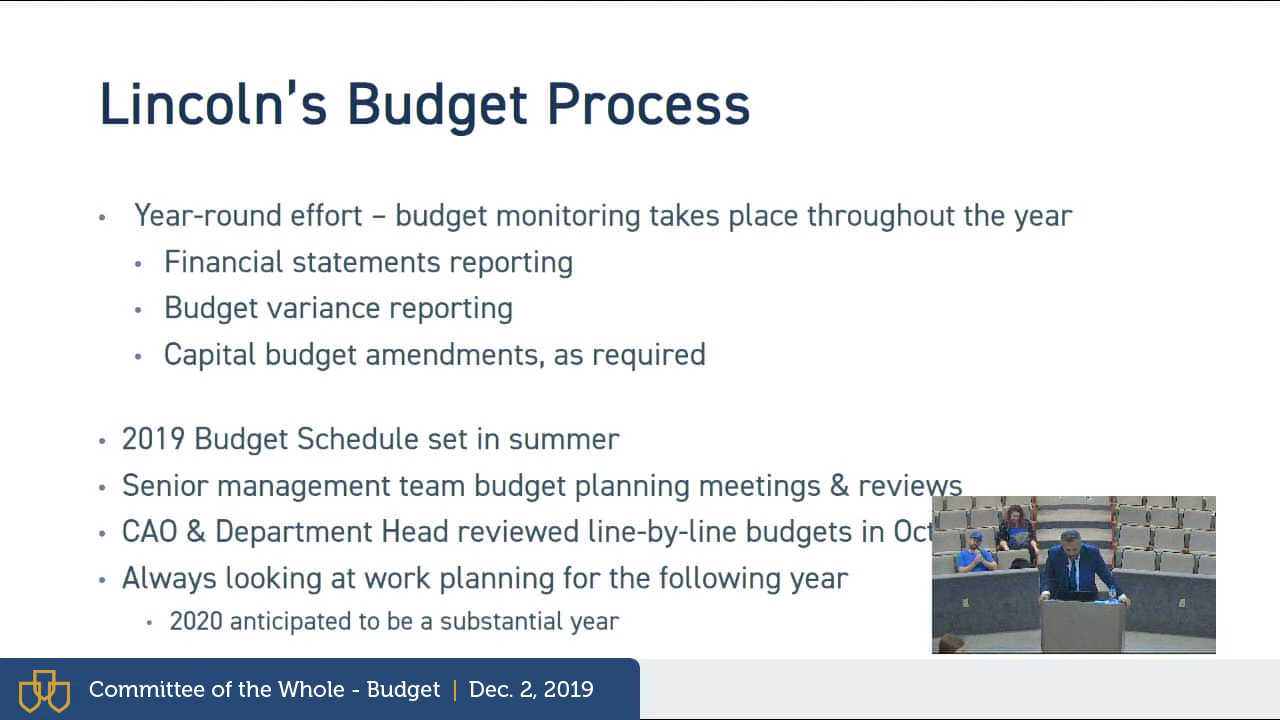 Lincoln's Budget Process
• Year-round effort – budget monitoring takes place throughout the year
• Financial statements reporting
• Budget variance reporting
• Capital budget amendments, as required
• 2019 Budget Schedule set in summer
• Senior management team budget planning meetings & reviews
• CAO & Department Head reviewed line-by-line budgets in Oct
• Always looking at work planning for the following year
• 2020 anticipated to be a substantial year
Committee of the Whole - Budget | Dec. 2, 2019